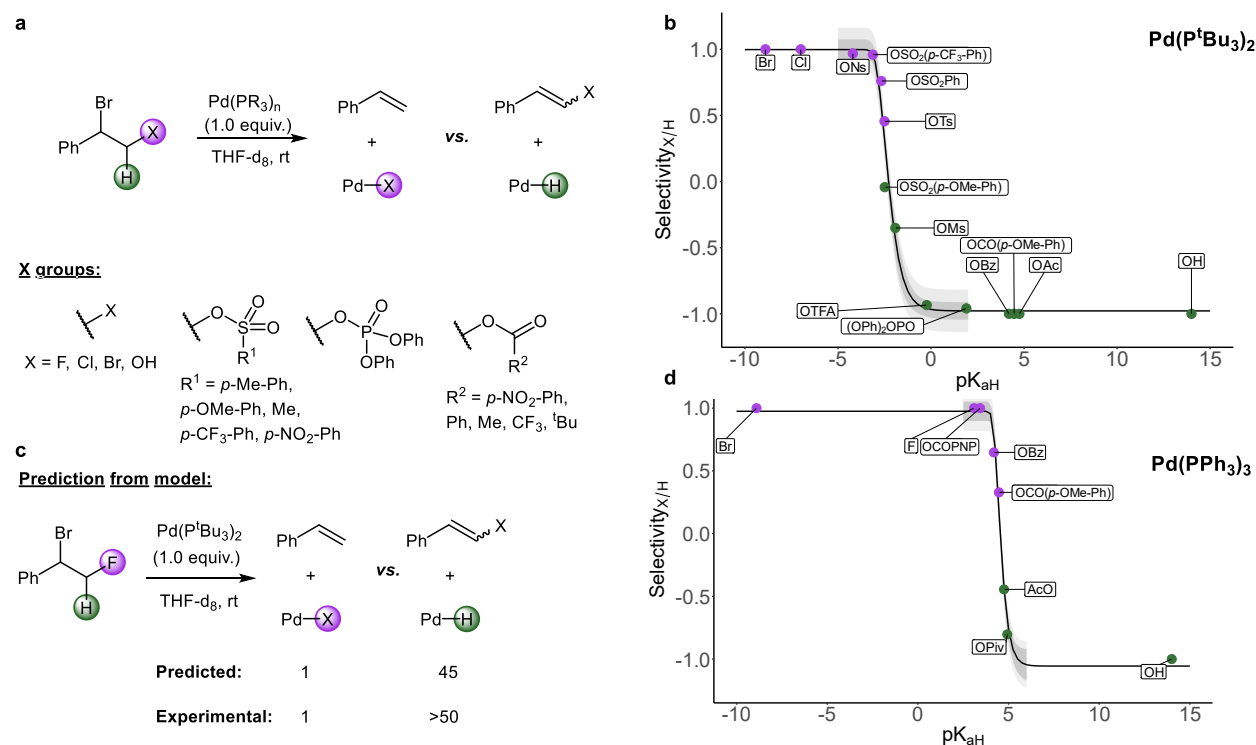 a
Br
Ph
X
H
Pd(PR3)n
(1.0 equiv.)
THF-d8, rt
Ph
+
Pd X
vs.
Ph X
+
Pd H
X groups:
X
X = F, Cl, Br, OH
O O
S O
R1
R1 = p-Me-Ph,
p-OMe-Ph, Me,
p-CF3-Ph, p-NO2-Ph
O O
P OPh
OPh
O O
R2
R2 = p-NO2-Ph,
Ph, Me, CF3, tBu
b
Pd(PtBu3)2
SelectivityX/H
1.0
0.5
0.0
-0.5
-1.0
Br
Cl
ONs
OSO2(p-CF3-Ph)
OSO2Ph
OTs
OSO2(p-OMe-Ph)
OMs
OCO(p-OMe-Ph)
OBz
OAc
OH
OTFA
(OPh)2OPO
-10 -5 0 5 10 15
pKaH
c
Prediction from model:
Br
Ph
F
H
Pd(PtBu3)2
(1.0 equiv.)
THF-d8, rt
Ph
+
Pd X
vs.
Ph X
+
Pd H
Predicted: 1 45
Experimental: 1 >50
d
Pd(PPh3)3
SelectivityX/H
1.0
0.5
0.0
-0.5
-1.0
Br
F
OCOPNP
OBz
OCO(p-OMe-Ph)
AcO
OPiv
OH
-10 -5 0 5 10 15
pKaH